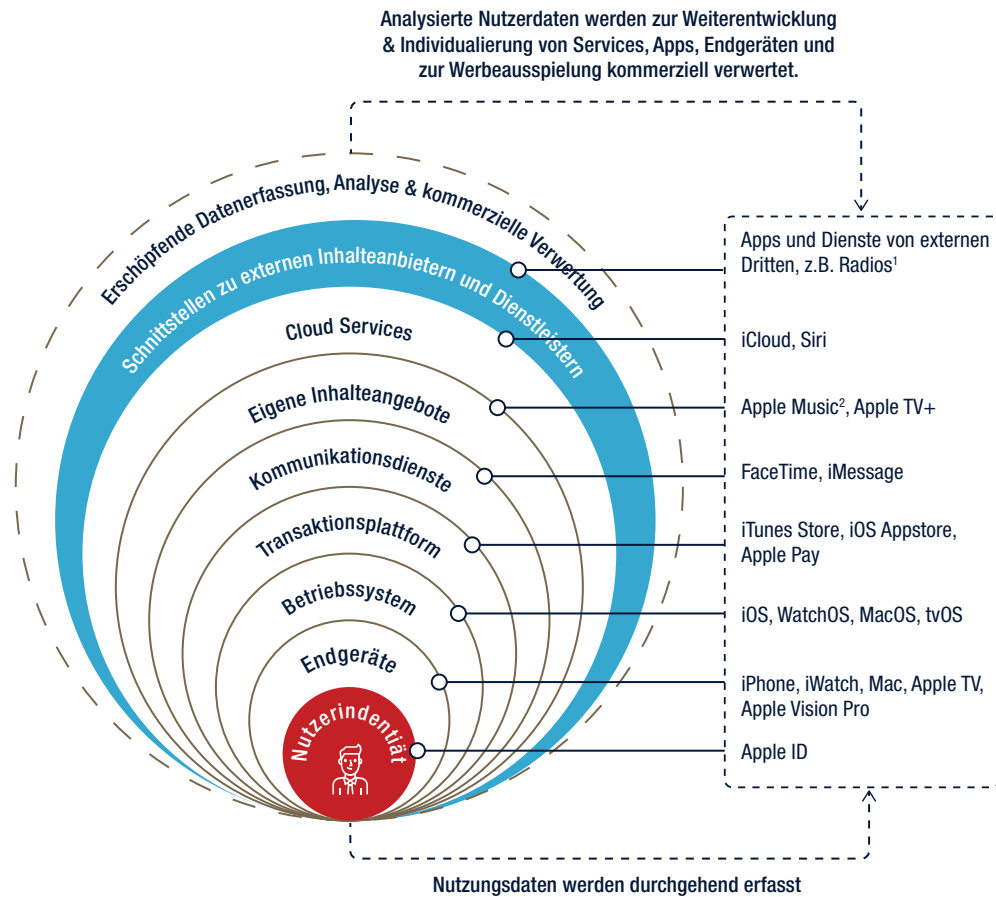 Analysierte Nutzerdaten werden zur Weiterentwicklung
& Individualierung von Services, Apps, Endgeräten und
zur Werbeausspielung kommerziell verwertet.
Erschöpfende Datenerfassung, Analyse & kommerzielle Verwertung
Schnittstellen zu externen Inhalteanbietern und Dienstleistern
Apps und Dienste von externen
Dritten, z.B. Radios¹
Cloud Services
iCloud, Siri
Eigene Inhalteangebote
Apple Music², Apple TV+
Kommunikationsdienste
FaceTime, iMessage
Transaktionsplattform
iTunes Store, iOS Appstore,
Apple Pay
Betriebssystem
iOS, WatchOS, MacOS, tvOS
Endgeräte
iPhone, iWatch, Mac, Apple TV,
Apple Vision Pro
Nutzerindentiät
Apple ID
Nutzungsdaten werden durchgehend erfasst